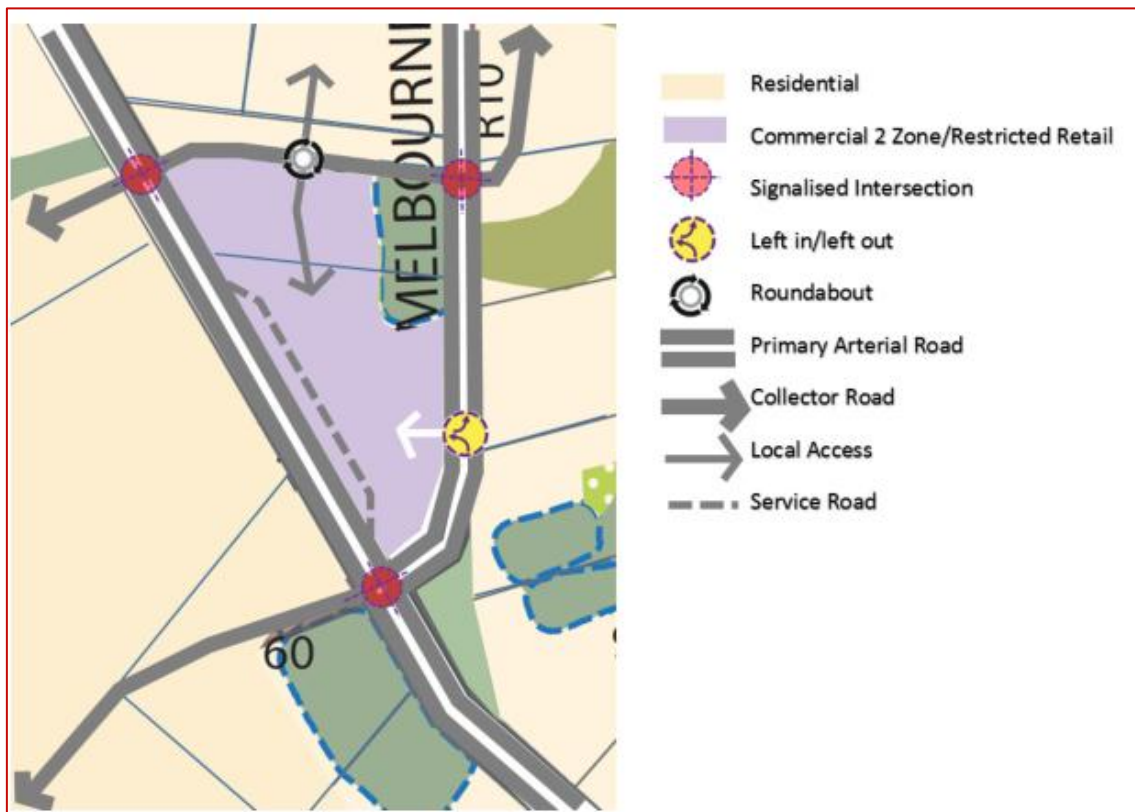 MELBOURN
R10
60
Residential
Commercial 2 Zone/Restricted Retail
Signalised Intersection
Left in/left out
Roundabout
Primary Arterial Road
Collector Road
Local Access
Service Road